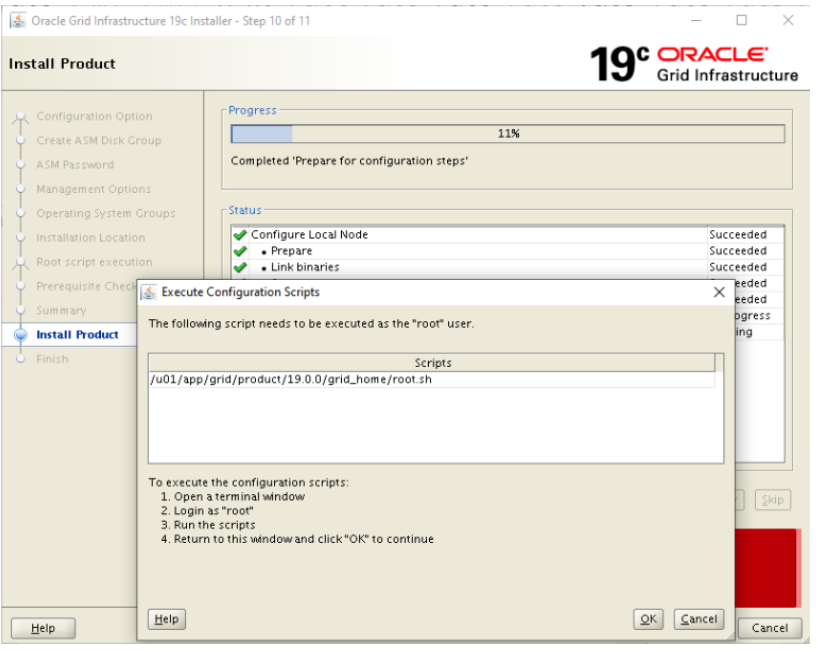 Oracle Grid Infrastructure 19c Installer - Step 10 of 11
Install Product
19c ORACLE
Grid Infrastructure
Configuration Option
Create ASM Disk Group
ASM Password
Management Options
Operating System Groups
Installation Location
Root script execution
Prerequisite Check
Summary
Install Product
Finish
Progress
11%
Completed 'Prepare for configuration steps'
Status
Configure Local Node Succeeded
• Prepare Succeeded
• Link binaries Succeeded
eeded
eeded
ogress
ing
Execute Configuration Scripts
The following script needs to be executed as the "root" user.
Scripts
/u01/app/grid/product/19.0.0/grid_home/root.sh
To execute the configuration scripts:
1. Open a terminal window
2. Login as "root"
3. Run the scripts
4. Return to this window and click "OK" to continue
Help
OK
Cancel
Skip
Help
Cancel